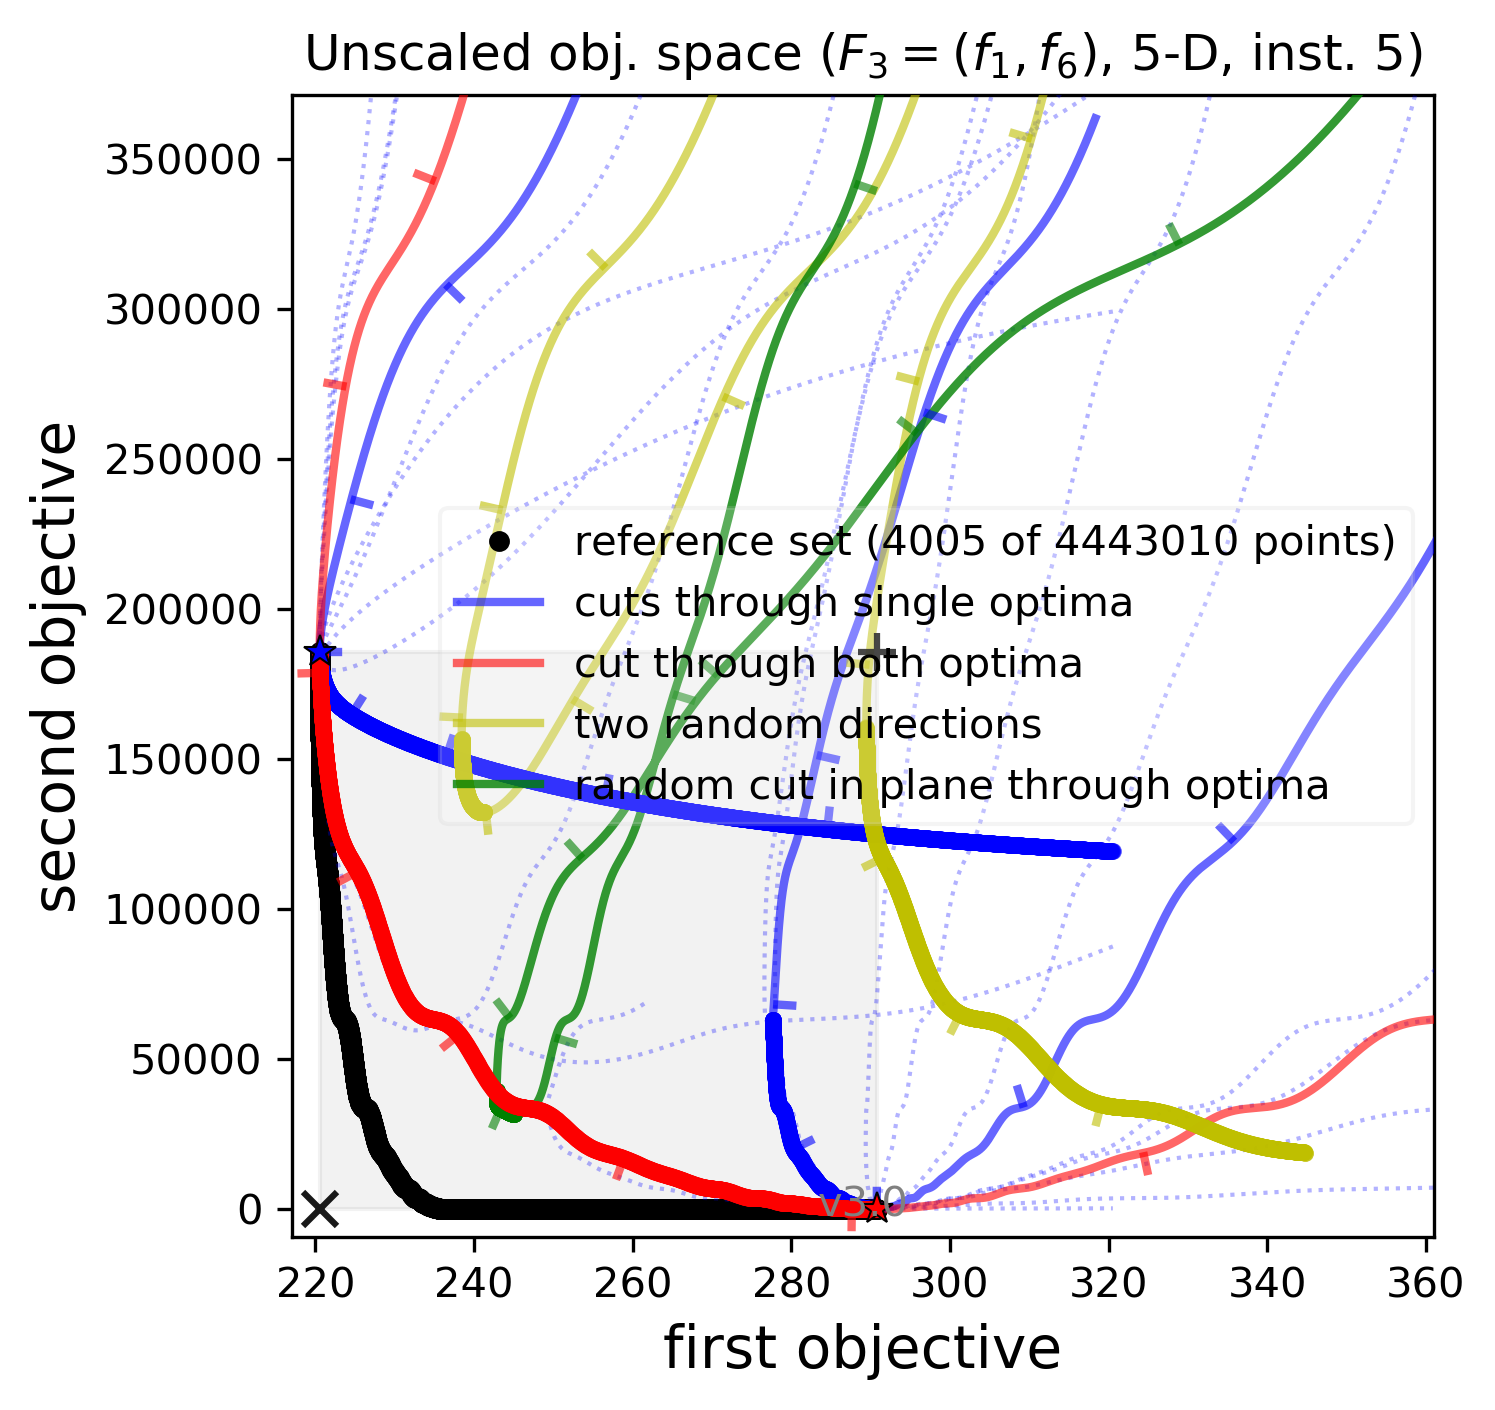 Unscaled obj. space (F₃ = (f₁, f₆), 5-D, inst. 5)
second objective
350000
300000
250000
200000
150000
100000
50000
0
reference set (4005 of 4443010 points)
cuts through single optima
cut through both optima
two random directions
random cut in plane through optima
v3.0
220 240 260 280 300 320 340 360
first objective